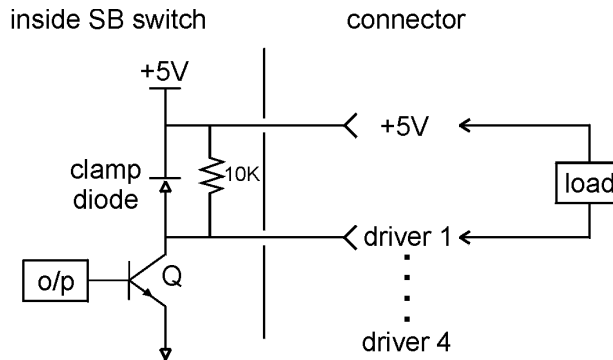 inside SB switch
connector
+5V
+5V
clamp
diode
10K
load
driver 1
o/p
Q
driver 4